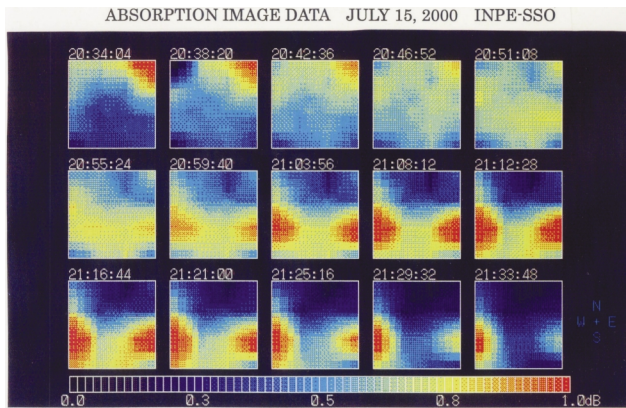 ABSORPTION IMAGE DATA JULY 15, 2000 INPE-SSO
20:34:04 20:38:20 20:42:36 20:46:52 20:51:08
20:55:24 20:59:40 21:03:56 21:08:12 21:12:28
21:16:44 21:21:00 21:25:16 21:29:32 21:33:48
N
W + E
S
0.0 0.3 0.5 0.8 1.0dB